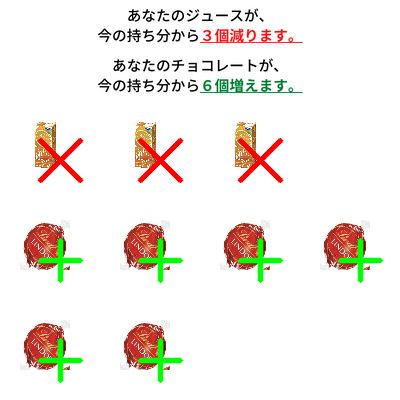 あなたのジュースが、
今の持ち分から３個減ります。
あなたのチョコレートが、
今の持ち分から６個増えます。